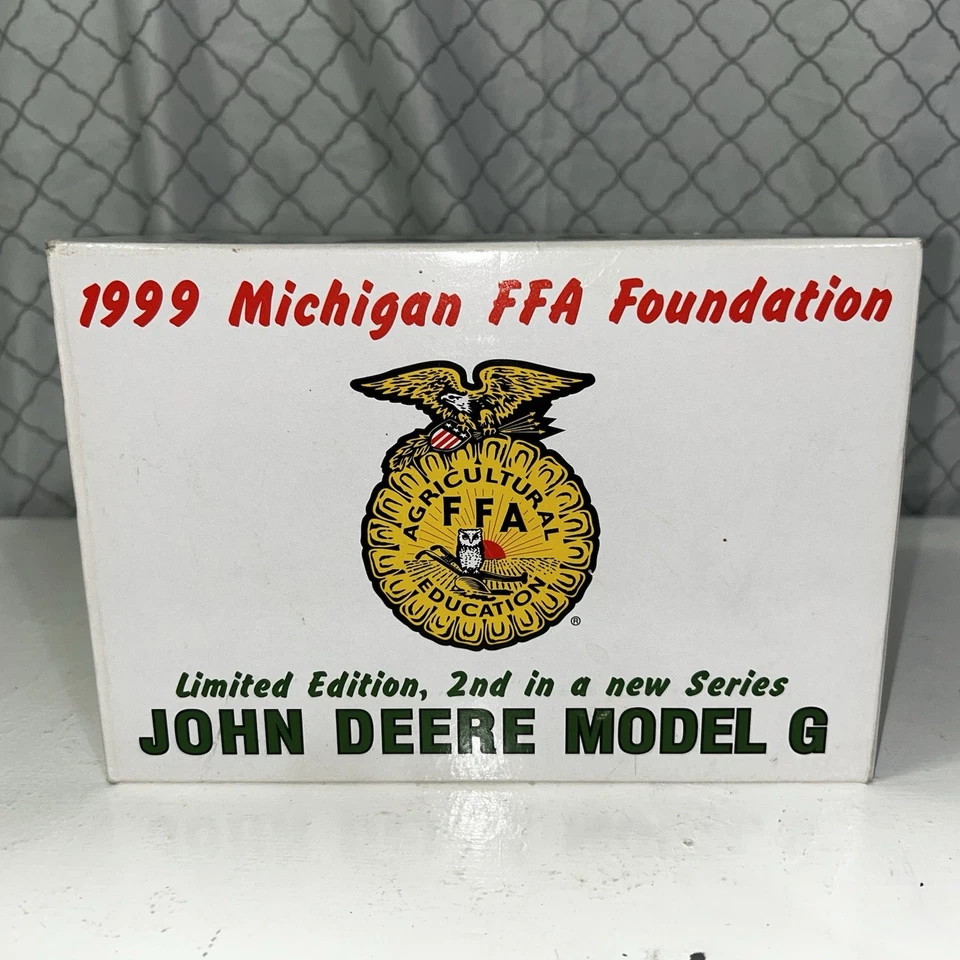 1999 Michigan FFA Foundation
AGRICULTURAL
FFA
EDUCATION
®
Limited Edition, 2nd in a new Series
JOHN DEERE MODEL G